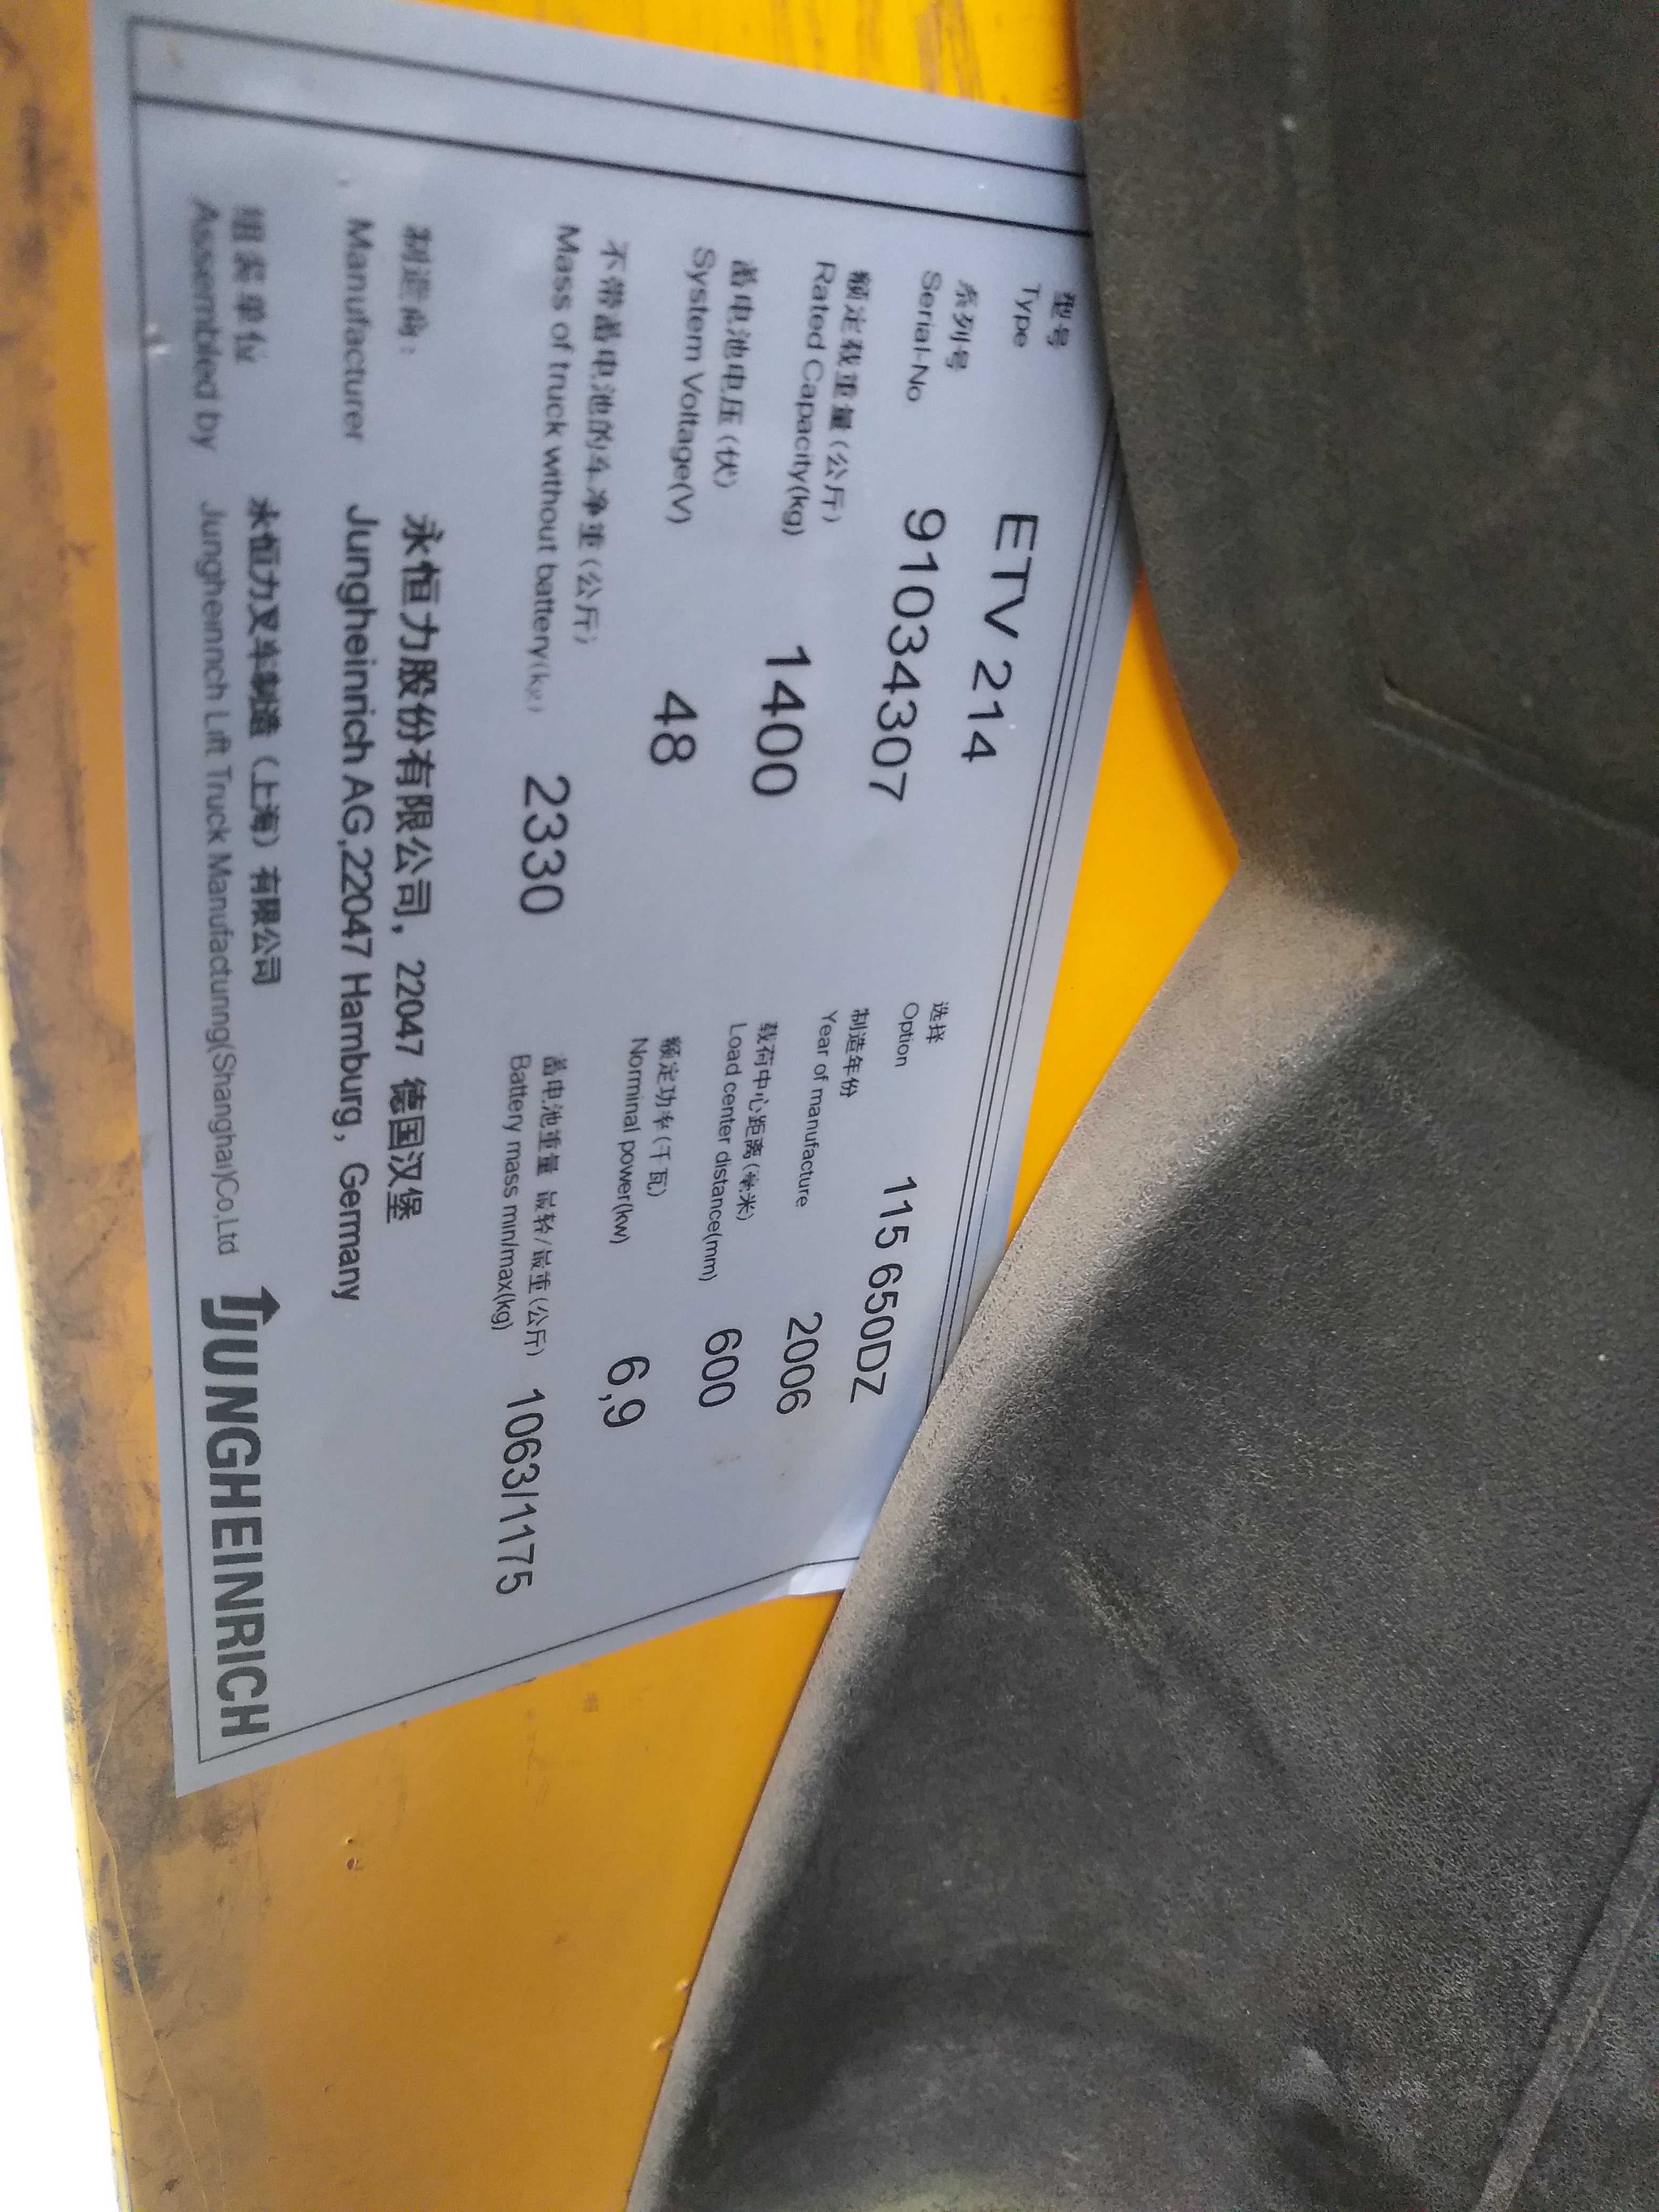 型号
Type ETV 214
系列号
Serial-No 91034307
选择
Option 115 650DZ
额定载重量(公斤)
Rated Capacity(kg) 1400
制造年份
Year of manufacture 2006
蓄电池电压(伏)
System Voltage(V) 48
载荷中心距离(毫米)
Load center distance(mm) 600
额定功率(千瓦)
Norminal power(kw) 6,9
不带蓄电池的车净重(公斤)
Mass of truck without battery(kg) 2330
蓄电池重量 最轻/最重(公斤)
Battery mass min/max(kg) 1063/1175
制造商: 永恒力股份有限公司, 22047 德国汉堡
Manufacturer Jungheinrich AG,22047 Hamburg, Germany
组装单位 永恒力叉车制造(上海)有限公司
Assembled by Jungheinrich Lift Truck Manufacturing(Shanghai)Co,Ltd
JUNGHEINRICH